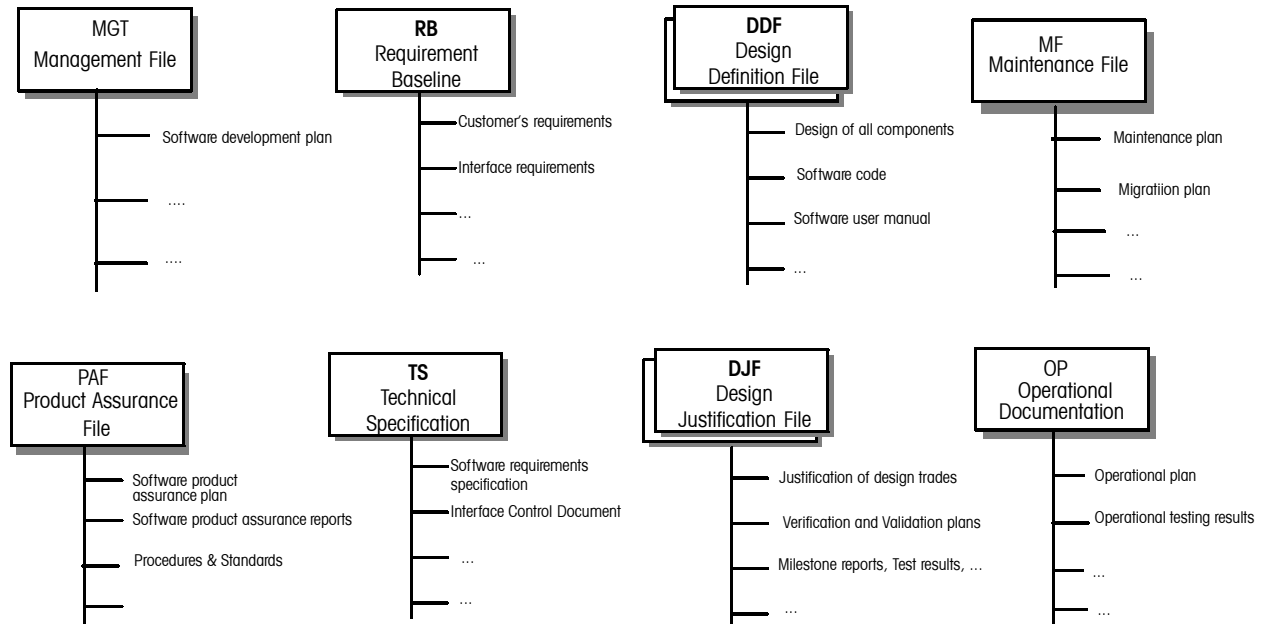 MGT
Management File
Software development plan
....
....
RB
Requirement
Baseline
Customer's requirements
Interface requirements
...
...
DDF
Design
Definition File
Design of all components
Software code
Software user manual
...
MF
Maintenance File
Maintenance plan
Migratiion plan
...
...
PAF
Product Assurance
File
Software product
assurance plan
Software product assurance reports
Procedures & Standards
TS
Technical
Specification
Software requirements
specification
Interface Control Document
...
...
DJF
Design
Justification File
Justification of design trades
Verification and Validation plans
Milestone reports, Test results, ...
...
OP
Operational
Documentation
Operational plan
Operational testing results
...
...